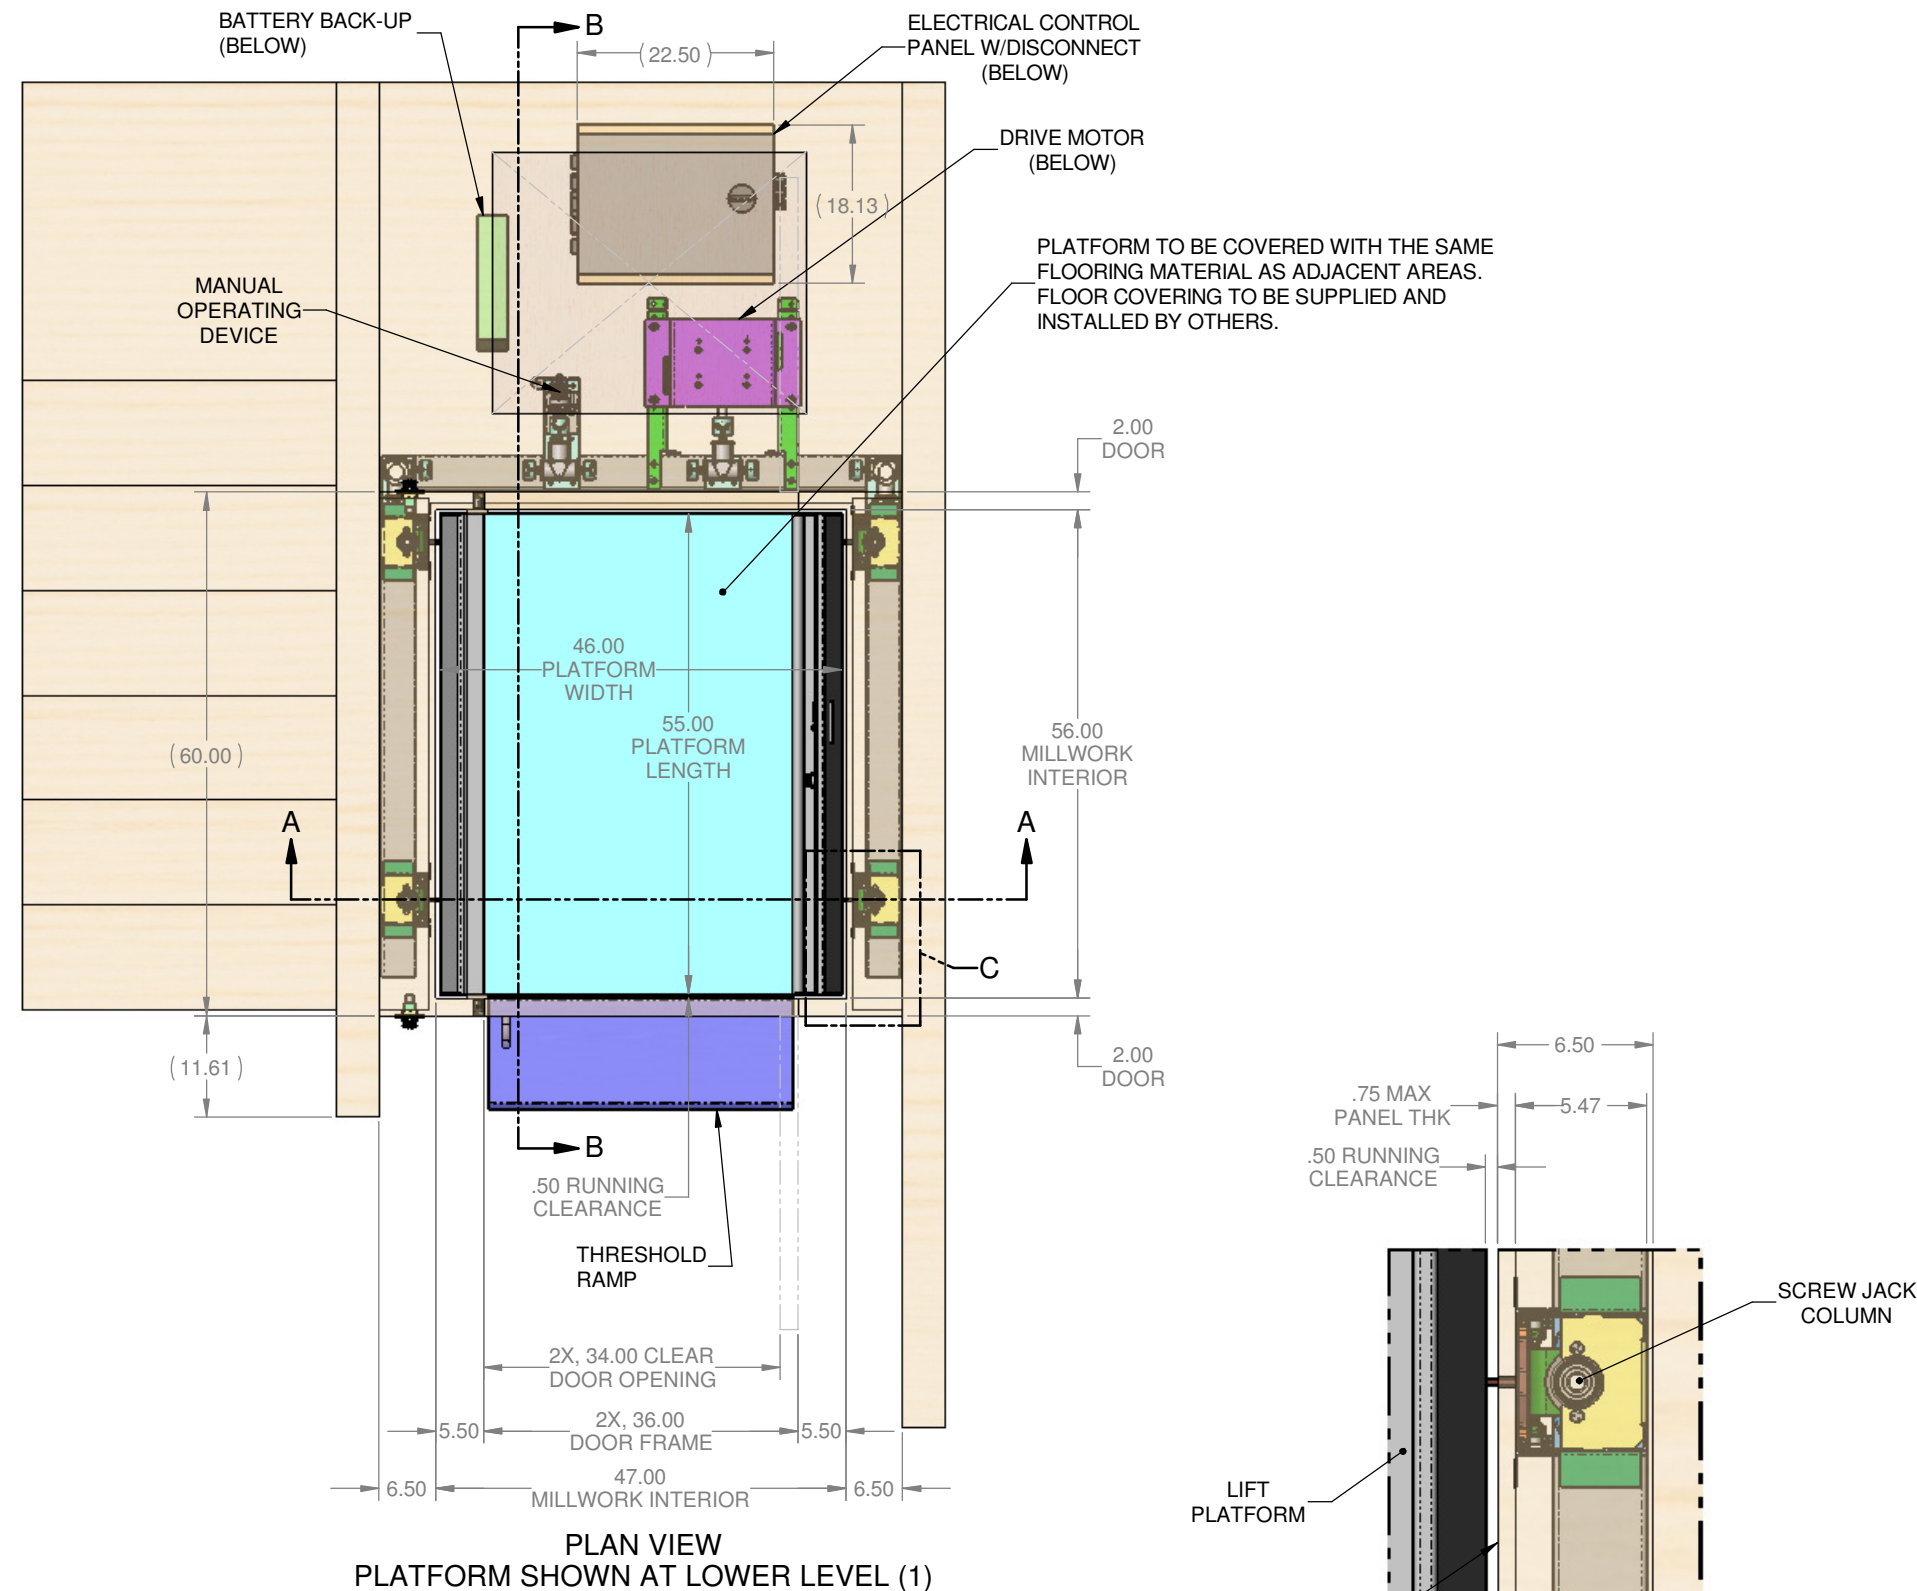 BATTERY BACK-UP
(BELOW)
B
ELECTRICAL CONTROL
PANEL W/DISCONNECT
(BELOW)
(22.50)
DRIVE MOTOR
(BELOW)
(18.13)
PLATFORM TO BE COVERED WITH THE SAME
FLOORING MATERIAL AS ADJACENT AREAS.
FLOOR COVERING TO BE SUPPLIED AND
INSTALLED BY OTHERS.
MANUAL
OPERATING
DEVICE
2.00
DOOR
46.00
PLATFORM
WIDTH
55.00
PLATFORM
LENGTH
(60.00)
56.00
MILLWORK
INTERIOR
A
A
C
(11.61)
2.00
DOOR
B
.50 RUNNING
CLEARANCE
THRESHOLD
RAMP
2X, 34.00 CLEAR
DOOR OPENING
5.50
2X, 36.00
DOOR FRAME
5.50
6.50
47.00
MILLWORK INTERIOR
6.50
PLAN VIEW
PLATFORM SHOWN AT LOWER LEVEL (1)
6.50
.75 MAX
PANEL THK
5.47
.50 RUNNING
CLEARANCE
SCREW JACK
COLUMN
LIFT
PLATFORM